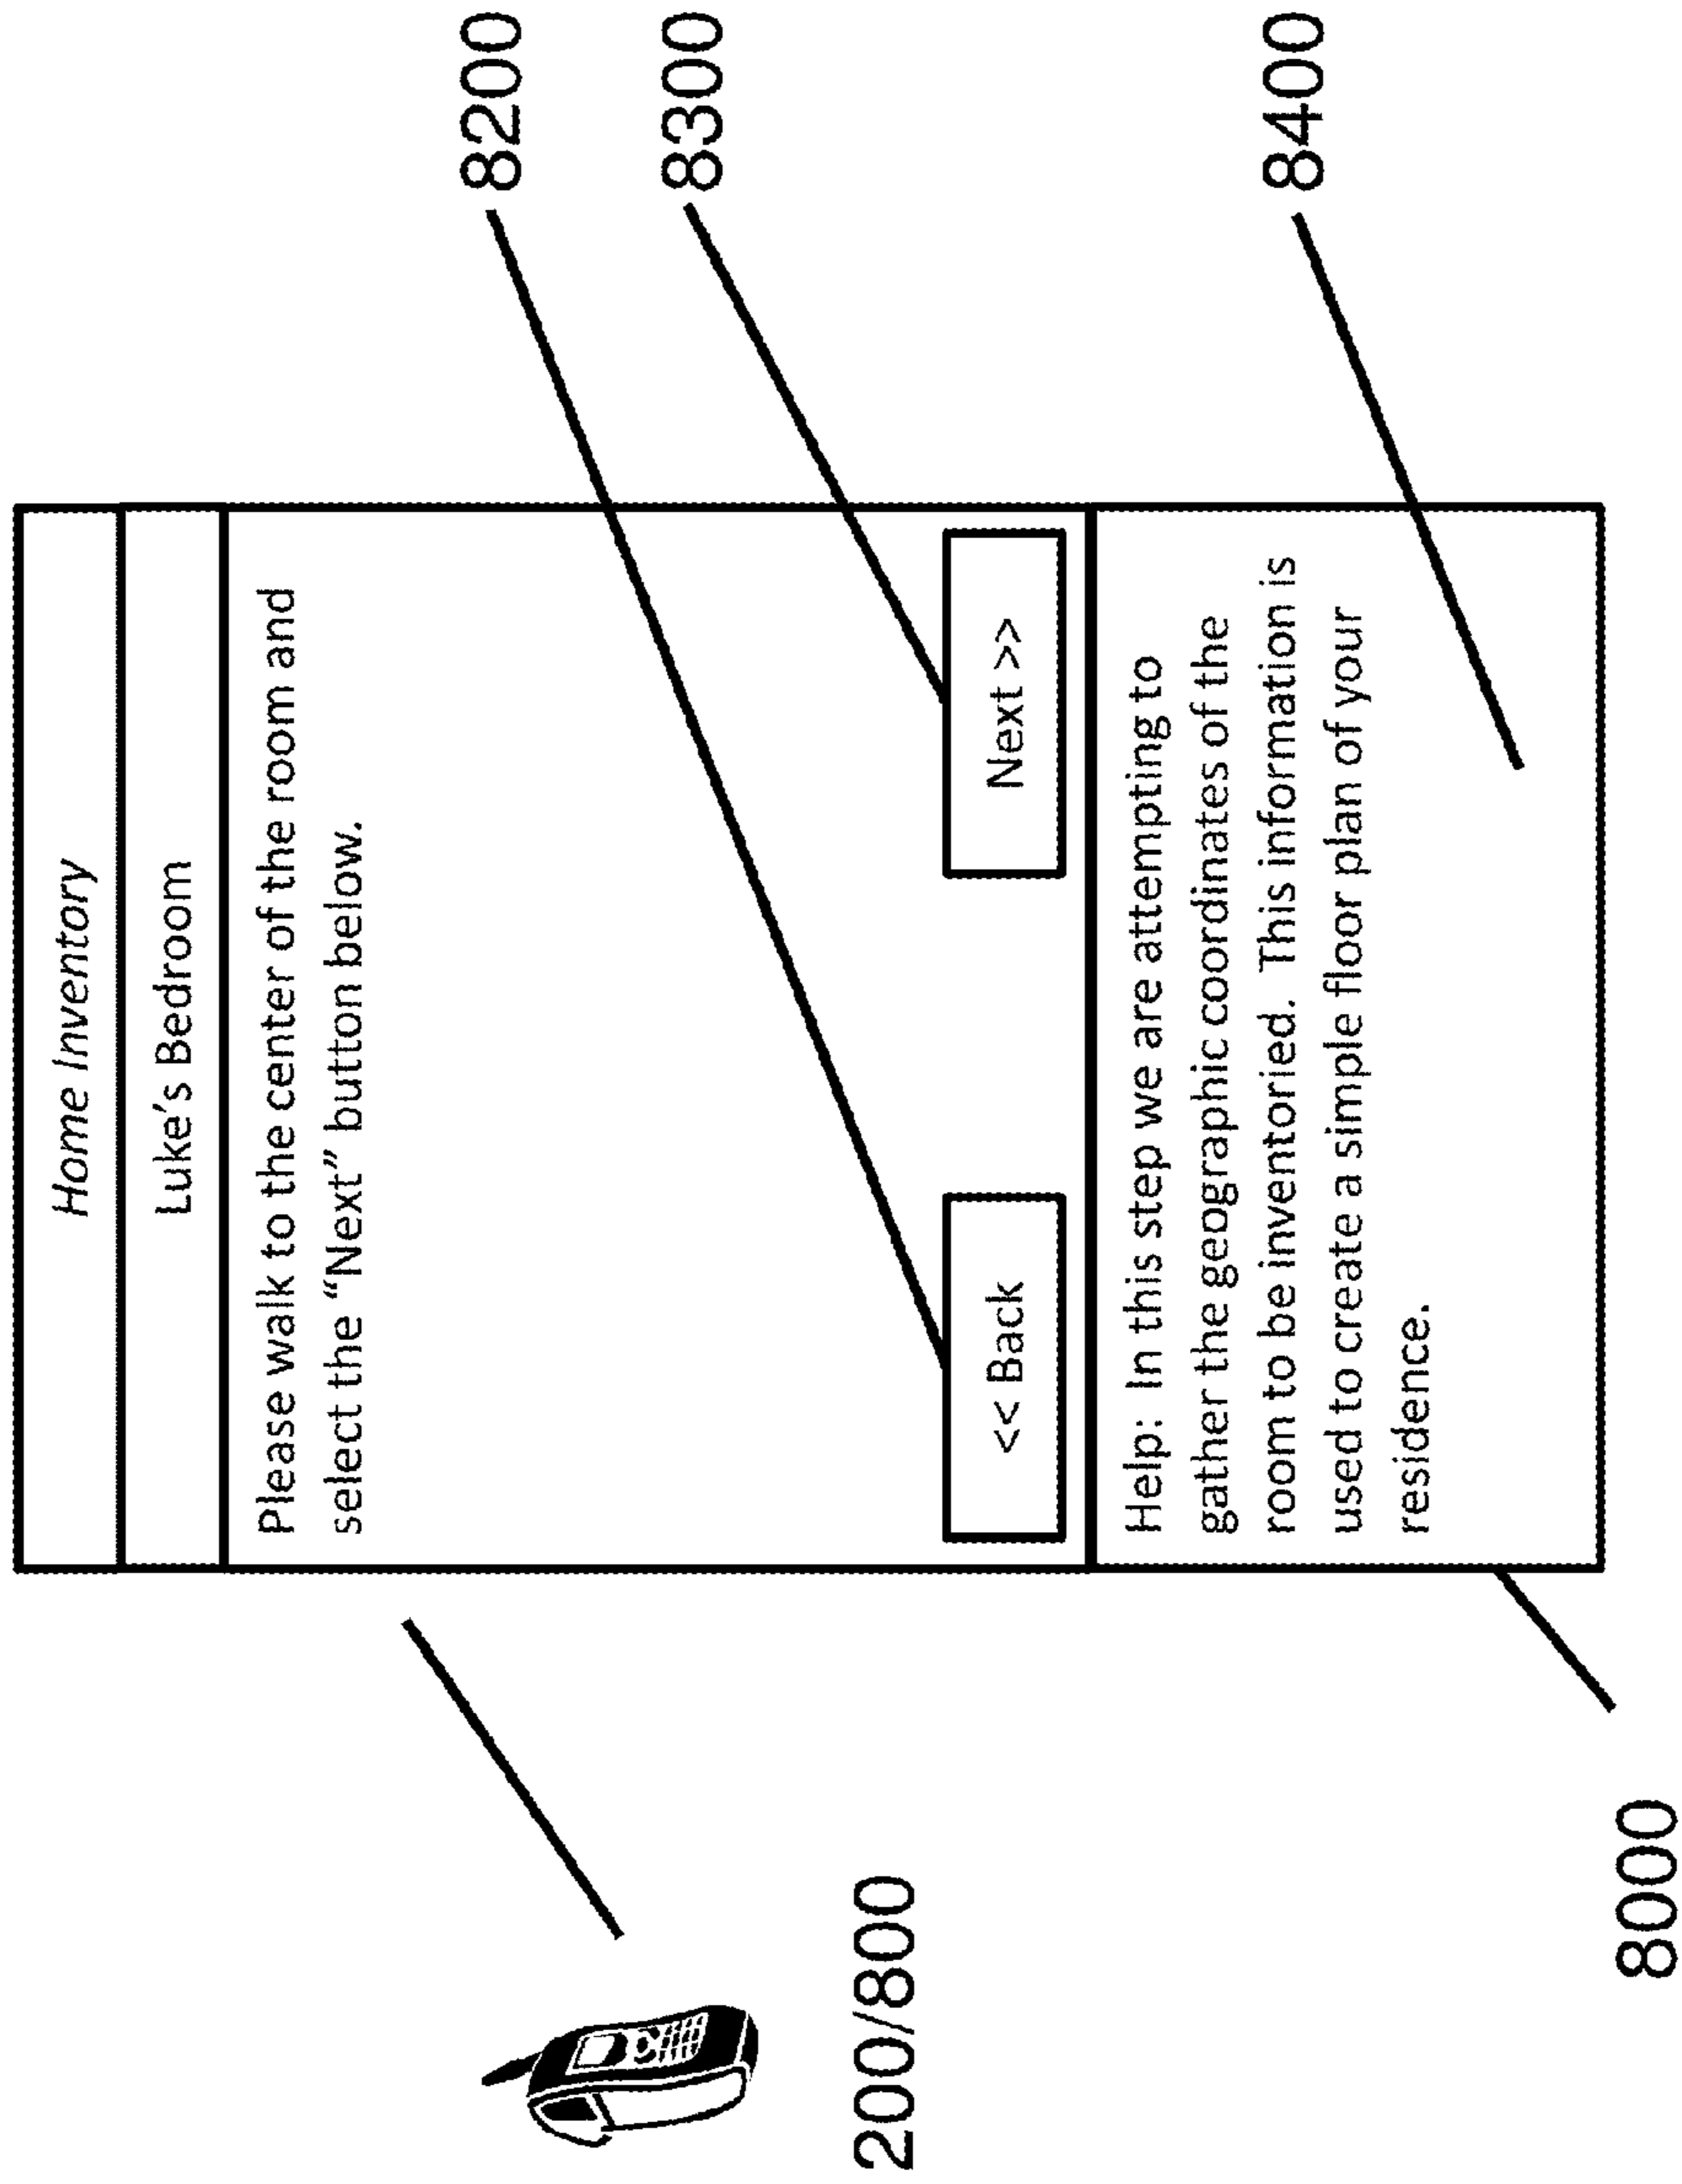 Home Inventory
Luke's Bedroom
Please walk to the center of the room and
select the “Next” button below.
<< Back
Next >>
Help: In this step we are attempting to
gather the geographic coordinates of the
room to be inventoried. This information is
used to create a simple floor plan of your
residence.
200/800
8000
8200
8300
8400